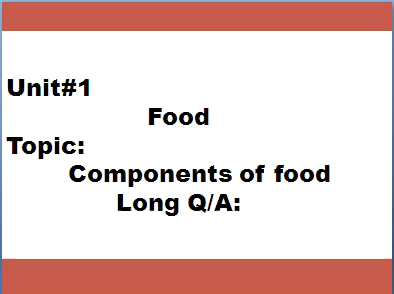 Unit#1
Food
Topic:
Components of food
Long Q/A: